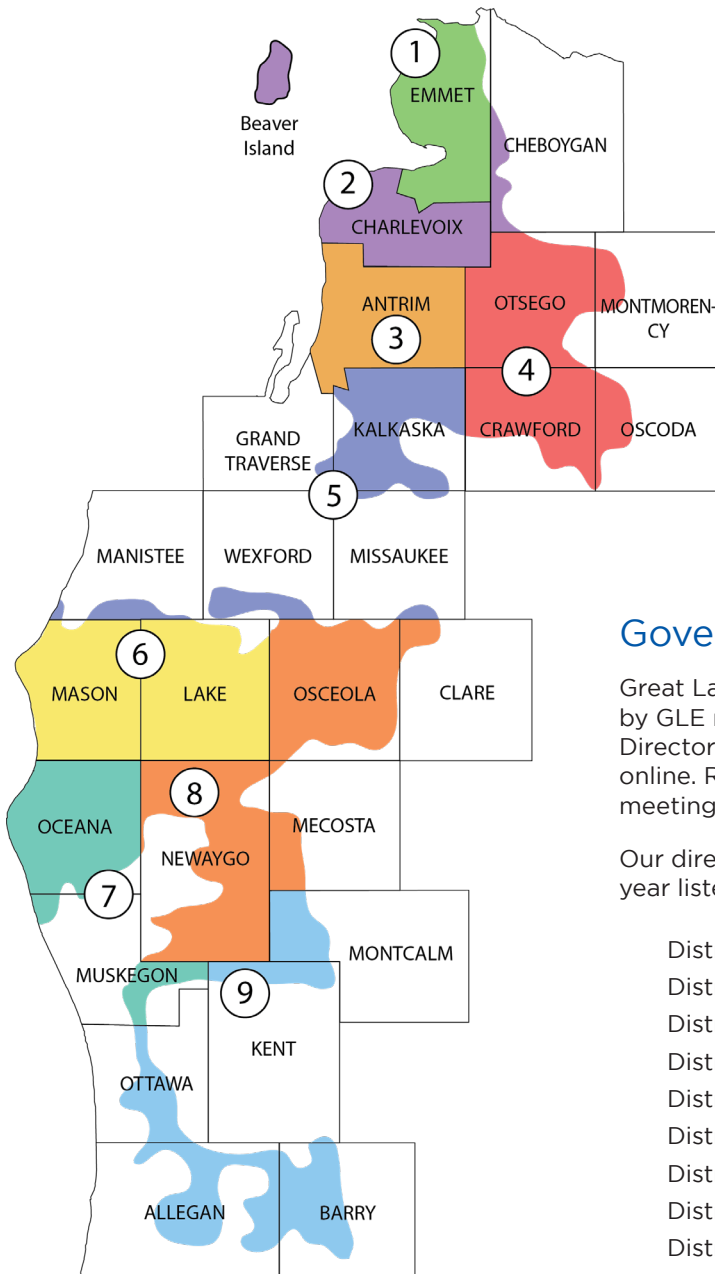 1
EMMET
Beaver
Island
CHEBOYGAN
2
CHARLEVOIX
ANTRIM
3
OTSEGO
MONTMOREN-
CY
4
GRAND
TRAVERSE
KALKASKA
CRAWFORD
OSCODA
5
MANISTEE
WEXFORD
MISSAUKEE
6
MASON
LAKE
OSCEOLA
CLARE
8
OCEANA
NEWAYGO
MECOSTA
7
MUSKEGON
MONTCALM
9
KENT
OTTAWA
ALLEGAN
BARRY
Gove
Great La
by GLE
Director
online. R
meeting
Our dire
year liste
Dist
Dist
Dist
Dist
Dist
Dist
Dist
Dist
Dist